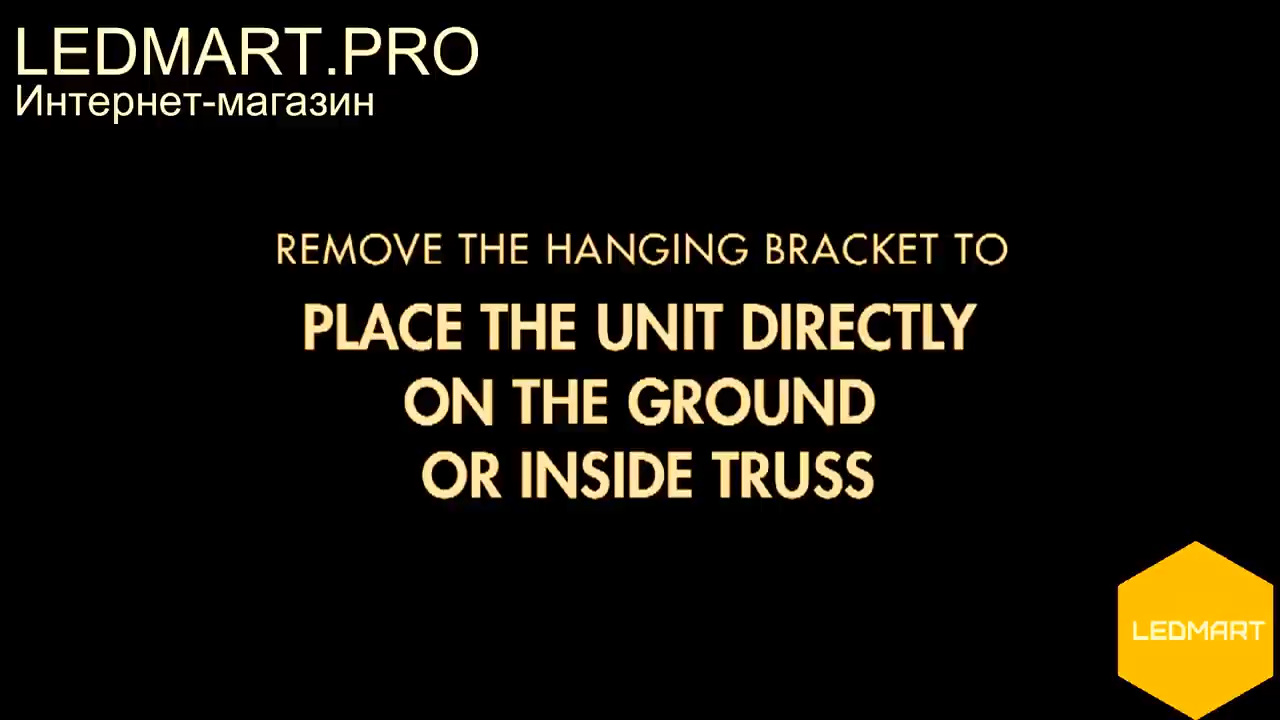 LEDMART.PRO
Интернет-магазин
REMOVE THE HANGING BRACKET TO
PLACE THE UNIT DIRECTLY
ON THE GROUND
OR INSIDE TRUSS
LEDMART